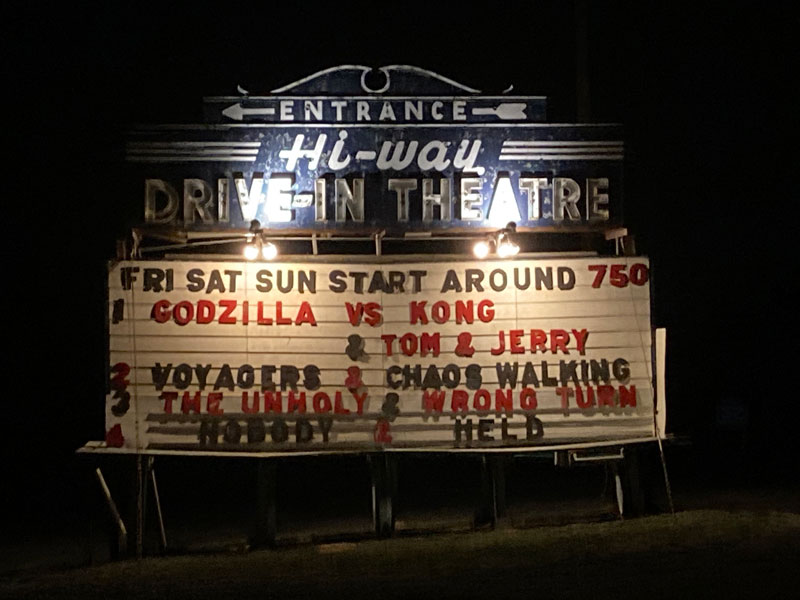 ENTRANCE
Hi-way
DRIVE-IN THEATRE
FRI SAT SUN START AROUND 750
1 GODZILLA VS KONG
& TOM & JERRY
2 VOYAGERS & CHAOS WALKING
3 THE UNHOLY & WRONG TURN
4 NOBODY & HELD